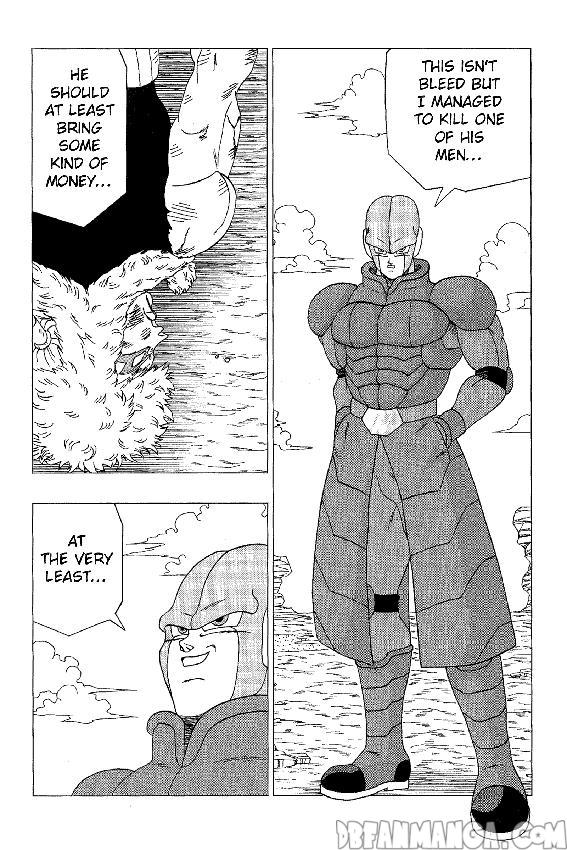 THIS ISN'T
BLEED BUT
I MANAGED
TO KILL ONE
OF HIS
MEN...
HE
SHOULD
AT LEAST
BRING
SOME
KIND OF
MONEY...
AT
THE VERY
LEAST...
DBFANMANGA.COM